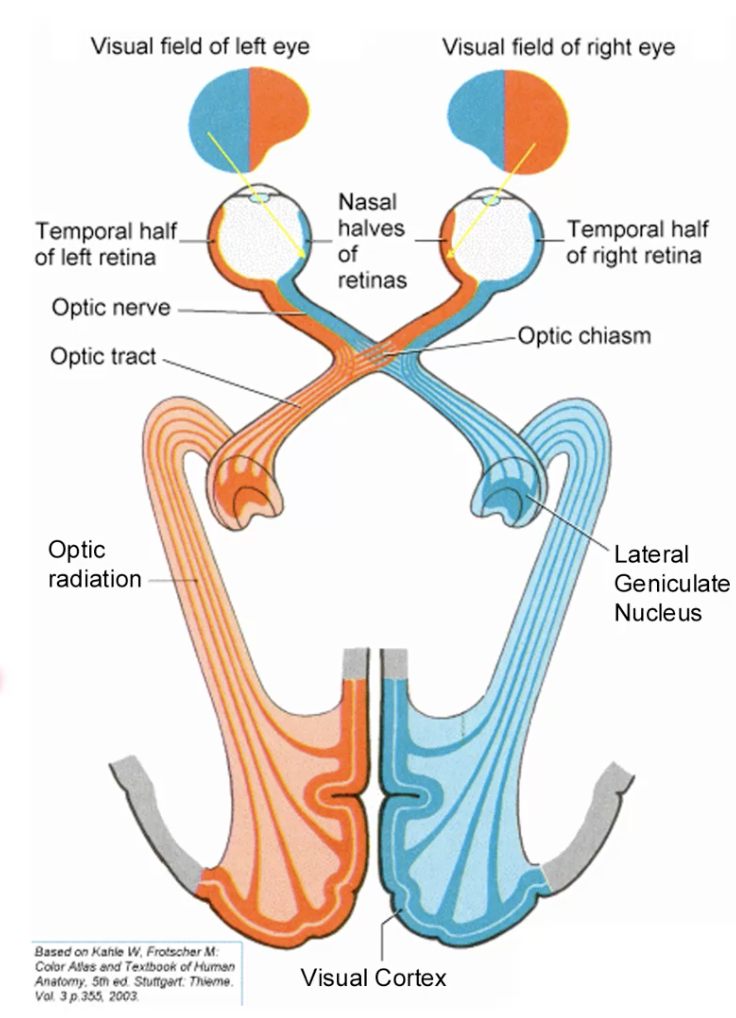 Visual field of left eye
Visual field of right eye
Temporal half
of left retina
Nasal
halves
of
retinas
Temporal half
of right retina
Optic nerve
Optic chiasm
Optic tract
Optic
radiation
Lateral
Geniculate
Nucleus
Visual Cortex
Based on Kahle W, Frotscher M:
Color Atlas and Textbook of Human
Anatomy, 5th ed. Stuttgart: Thieme.
Vol. 3 p.355, 2003.